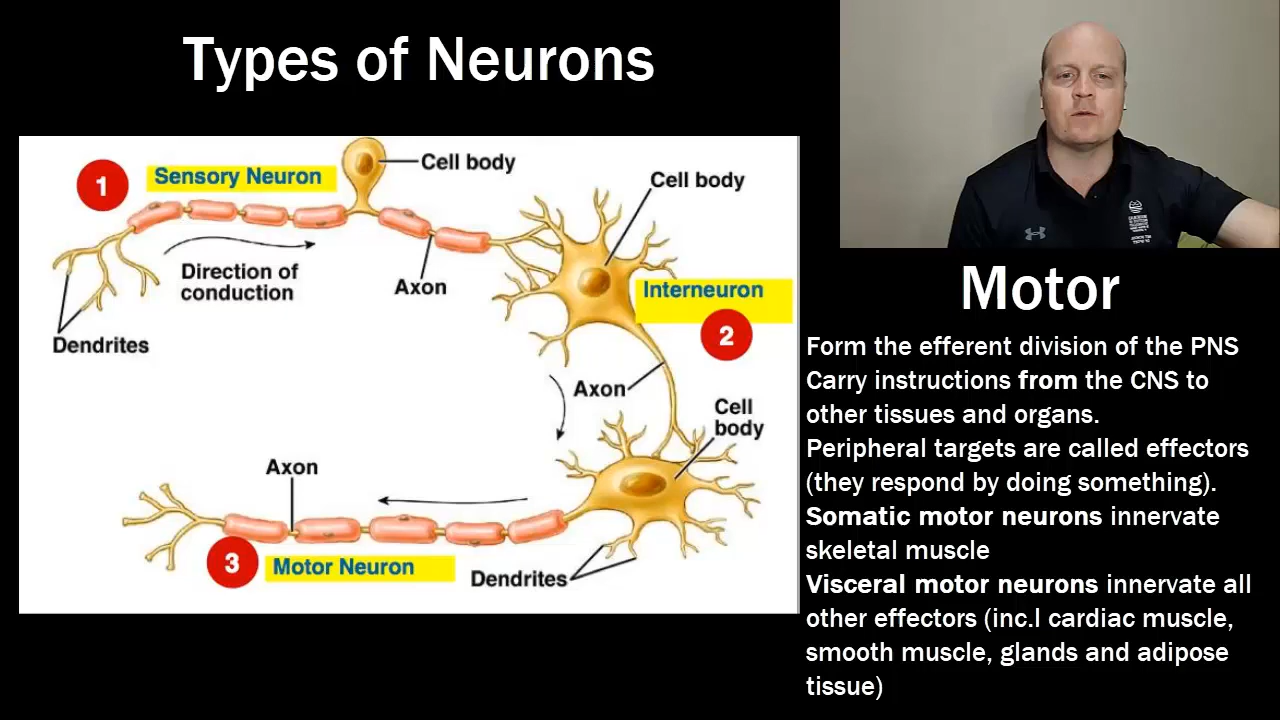 Types of Neurons
1
Sensory Neuron
Cell body
Cell body
Direction of
conduction
Axon
Dendrites
Interneuron
2
Axon
Cell
body
Axon
3
Motor Neuron
Dendrites
Motor
Form the efferent division of the PNS
Carry instructions from the CNS to
other tissues and organs.
Peripheral targets are called effectors
(they respond by doing something).
Somatic motor neurons innervate
skeletal muscle
Visceral motor neurons innervate all
other effectors (inc.l cardiac muscle,
smooth muscle, glands and adipose
tissue)